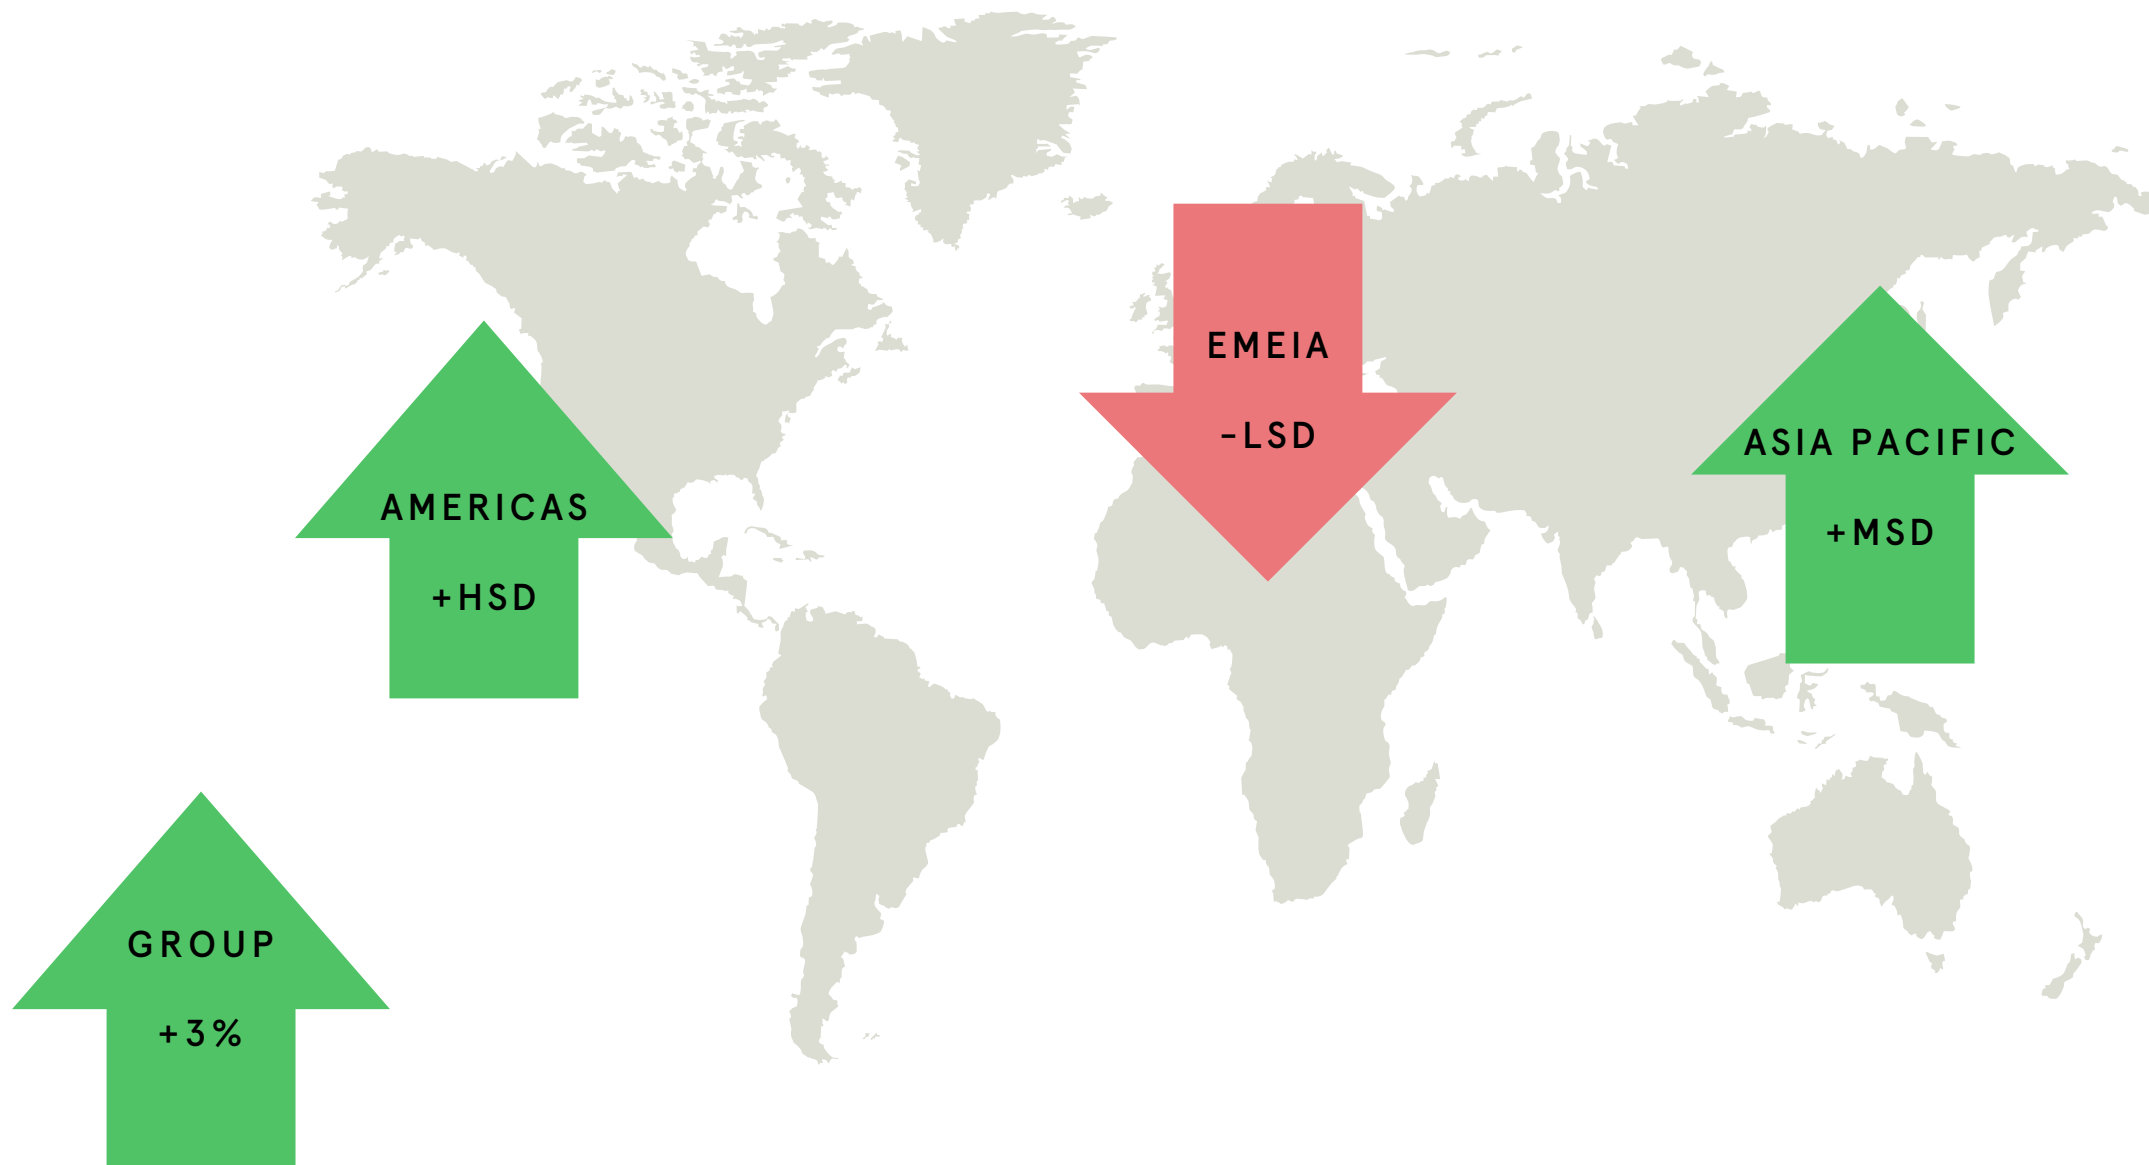 EMEIA
-LSD
ASIA PACIFIC
+MSD
AMERICAS
+HSD
GROUP
+3%